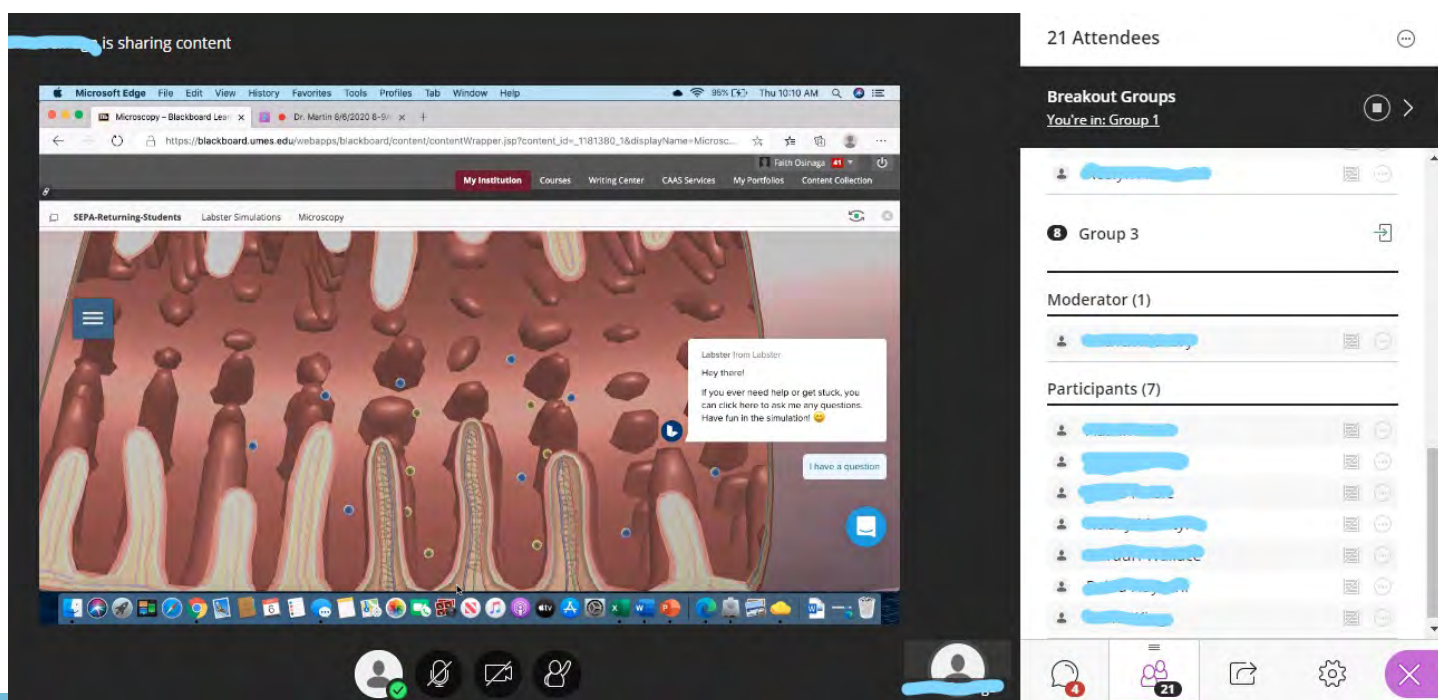 is sharing content
Microsoft Edge File Edit View History Favorites Tools Profiles Tab Window Help 95% Thu 10:10 AM
Microscopy – Blackboard Lear
Dr. Martin 8/6/2020 8-9/
https://blackboard.umes.edu/webapps/blackboard/content/contentWrapper.jsp?content_id=_1181380_1&displayName=Microsc...
Faith Osinaga 41
My Institution Courses Writing Center CAAS Services My Portfolios Content Collection
SEPA-Returning-Students Labster Simulations Microscopy
Labster from Labster
Hey there!
If you ever need help or get stuck, you
can click here to ask me any questions.
Have fun in the simulation!
I have a question
21 Attendees
Breakout Groups
You're in: Group 1
8 Group 3
Moderator (1)
Participants (7)
4
21